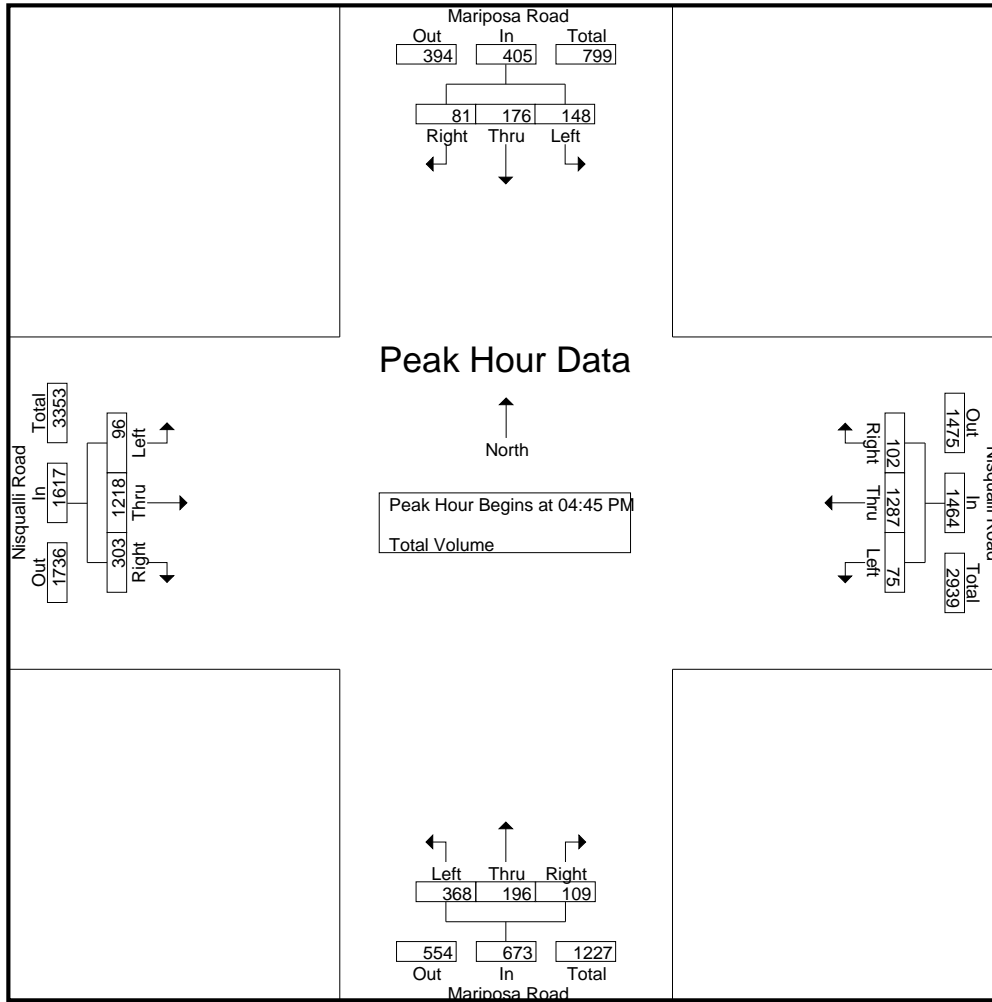 Mariposa Road
Out In Total
394 405 799
81 176 148
Right Thru Left
Peak Hour Data
North
Peak Hour Begins at 04:45 PM
Total Volume
Nisqualli Road
Total In Out
3353 1617 1736
96 1218 303
Left Thru Right
Nisqualli Road
Out In Total
1475 1464 2939
102 1287 75
Right Thru Left
Left Thru Right
368 196 109
554 673 1227
Out In Total
Mariposa Road